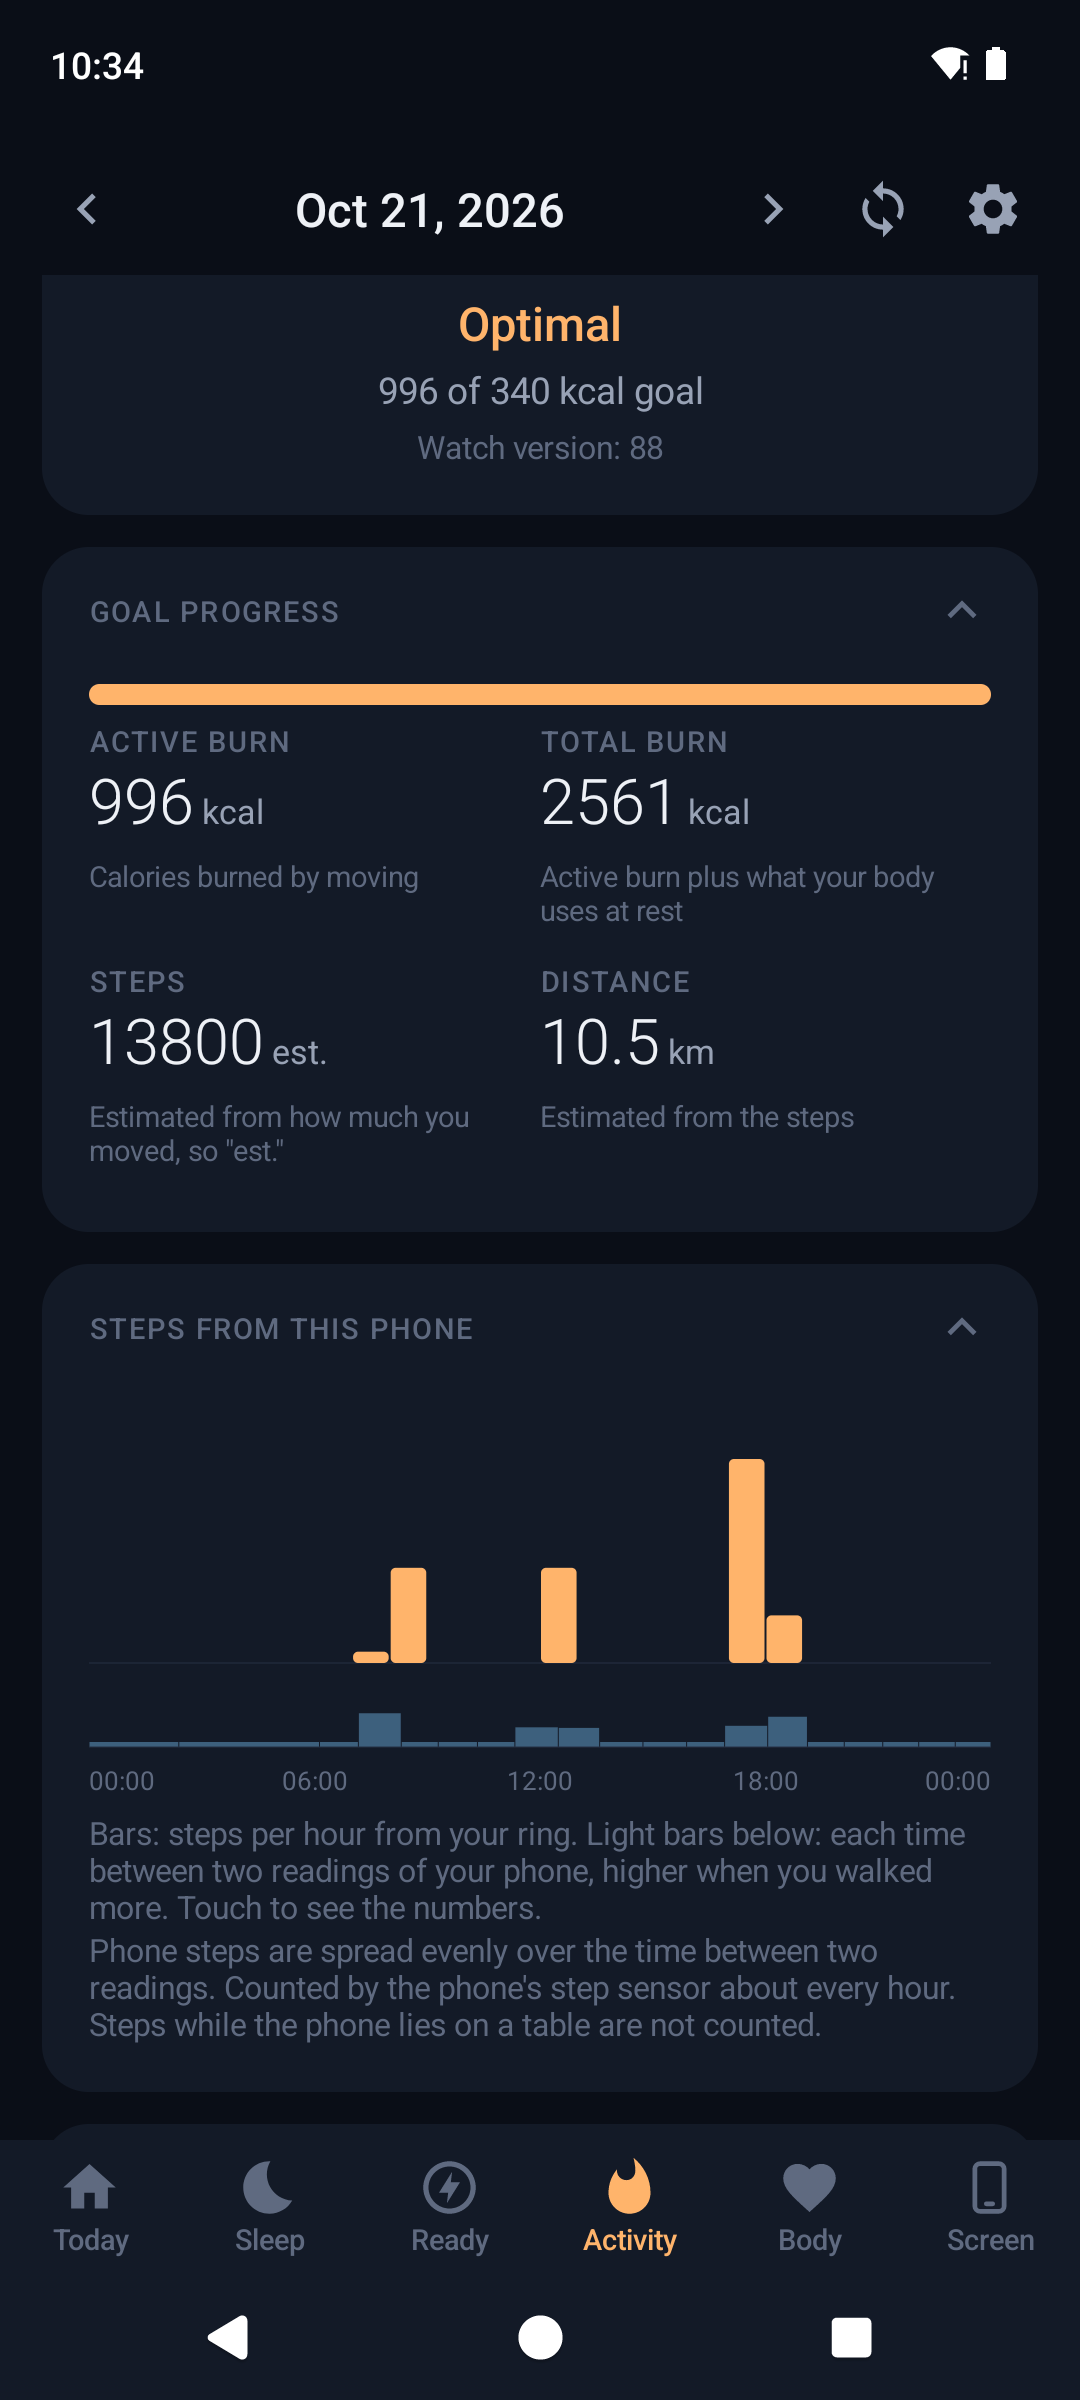 10:34
Oct 21, 2026
Optimal
996 of 340 kcal goal
Watch version: 88
GOAL PROGRESS
ACTIVE BURN
996 kcal
Calories burned by moving
TOTAL BURN
2561 kcal
Active burn plus what your body
uses at rest
STEPS
13800 est.
Estimated from how much you
moved, so "est."
DISTANCE
10.5 km
Estimated from the steps
STEPS FROM THIS PHONE
00:00 06:00 12:00 18:00 00:00
Bars: steps per hour from your ring. Light bars below: each time
between two readings of your phone, higher when you walked
more. Touch to see the numbers.
Phone steps are spread evenly over the time between two
readings. Counted by the phone's step sensor about every hour.
Steps while the phone lies on a table are not counted.
Today Sleep Ready Activity Body Screen